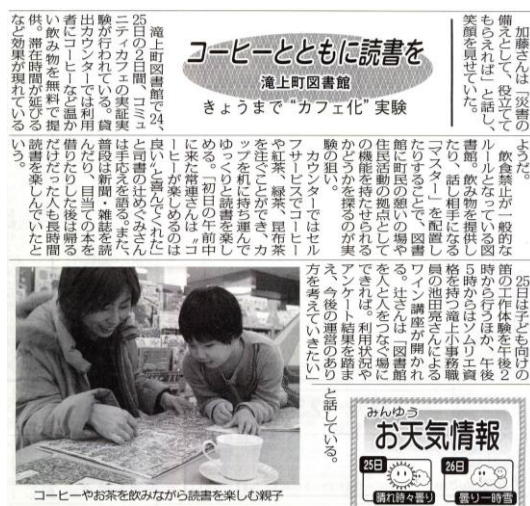 加藤さんは「災害の
備えとして、役立てて
もらえれば」と話し、
笑顔を見せていた。
コーヒーとともに読書を
滝上町図書館
きょうまで“カフェ化”実験
滝上町図書館で24、
25日の2日間、コミュ
ニティカフェの実証実
験が行われている。貸
出カウンターでは利用
者にコーヒーなど温か
い飲み物を無料で提
供。滞在時間が延びる
など効果が現れている
ようだ。
飲食禁止が一般的な
ルールとなっている図
書館。飲み物を提供し
たり、話し相手になる
「マスター」を配置し
たりすることで、図書
館に町民の憩いの場や
住民活動の拠点として
の機能を持たせられる
かどうかを探るのが実
験の狙い。
カウンターではセル
フサービスでコーヒー
や紅茶、緑茶、昆布茶
を注ぐことができ、カ
ップを机に持ち運んで
ゆっくりと読書を楽し
める。「初日の午前中
に来た常連さんは〝コ
ーヒーが楽しめるのは
良い〟と喜んでくれた」
と司書の辻めぐみさん
は手応えを語る。また、
普段は新聞・雑誌を読
んだり、目当ての本を
借りたりした後は帰る
だけだった人も長時間
読書を楽しんでいたと
いう。
25日は子ども向けの
笛の工作体験を午後2
時から行うほか、午後
5時からはソムリエ資
格を持つ滝上小事務職
員の池田亮さんによる
ワイン講座が開かれ
る。辻さんは「図書館
を人と人をつなぐ場に
できれば。利用状況や
アンケート結果を踏ま
え、今後の運営のあり
方を考えていきたい」
と話している。
コーヒーやお茶を飲みながら読書を楽しむ親子
みんゆう
お天気情報
25日
晴れ時々曇り
26日
曇り一時雪